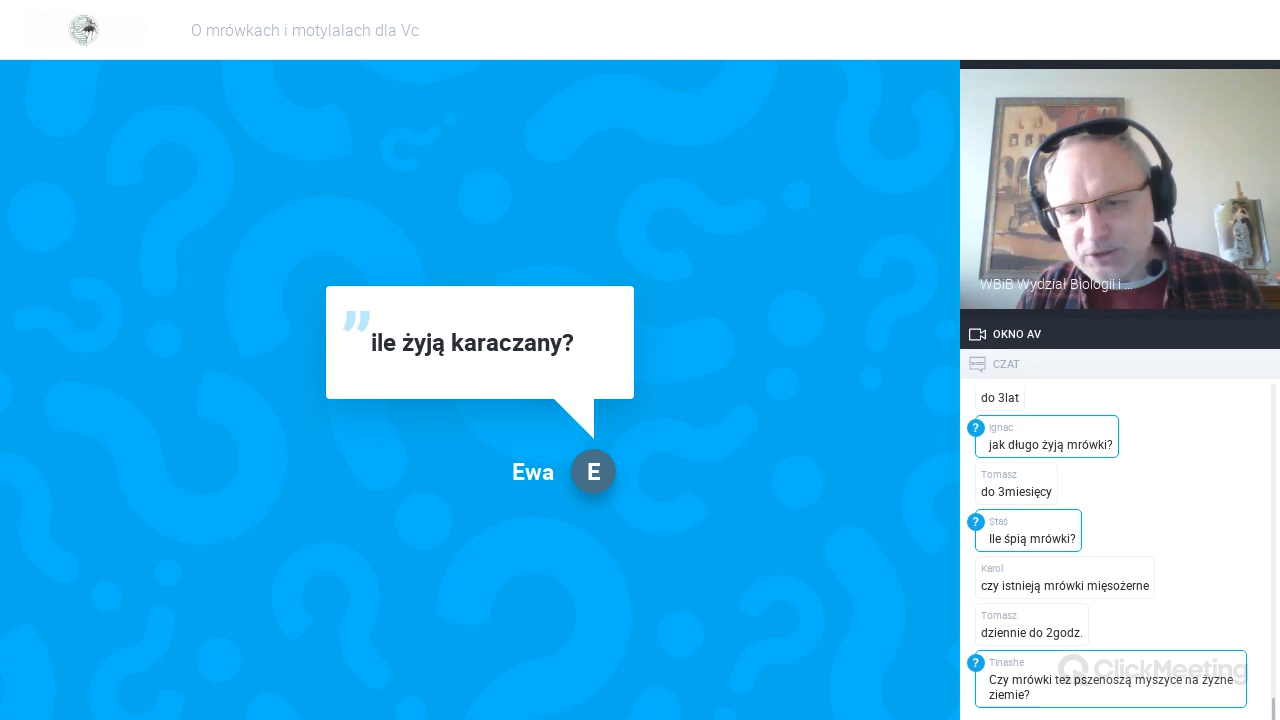 O mrówkach i motylalach dla Vc
”
ile żyją karaczany?
Ewa
E
WBiB Wydział Biologii i ...
OKNO AV
CZAT
do 3lat
?
ignac
jak długo żyją mrówki?
Tomasz
do 3miesięcy
?
Staś
Ile śpią mrówki?
Karol
czy istnieją mrówki mięsożerne
Tomasz
dziennie do 2godz.
?
Tinashe
ClickMeeting
Czy mrówki też pszenoszą myszyce na żyzne
ziemie?